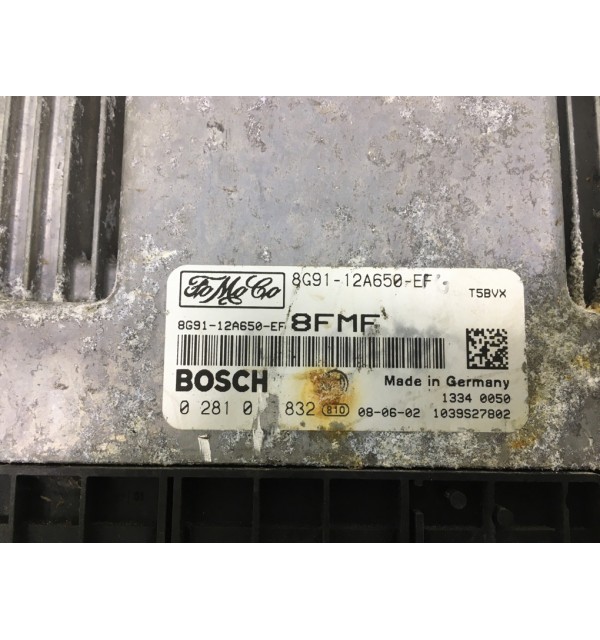 FoMoCo
8G91-12A650-EF
T5BVX
8G91-12A650-EF 8FMF
BOSCH
Made in Germany
1334 0050
0 281 0 832 810 08-06-02 1039S27802